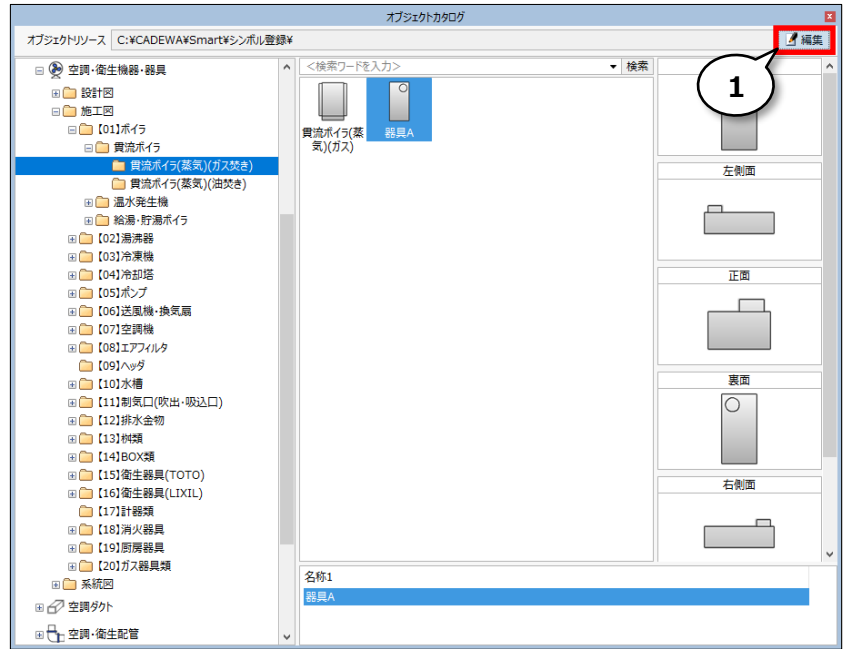 オブジェクトカタログ
オブジェクトリソース C:¥CADEWA¥Smart¥シンボル登録¥
編集
1
空調・衛生機器・器具
設計図
施工図
【01】ボイラ
貫流ボイラ
貫流ボイラ(蒸気)(ガス焚き)
貫流ボイラ(蒸気)(油焚き)
温水発生機
給湯・貯湯ボイラ
【02】湯沸器
【03】冷凍機
【04】冷却塔
【05】ポンプ
【06】送風機・換気扇
【07】空調機
【08】エアフィルタ
【09】ヘッダ
【10】水槽
【11】制気口(吹出・吸込口)
【12】排水金物
【13】桝類
【14】BOX類
【15】衛生器具(TOTO)
【16】衛生器具(LIXIL)
【17】計器類
【18】消火器具
【19】厨房器具
【20】ガス器具類
系統図
空調ダクト
空調・衛生配管
<検索ワードを入力>
検索
貫流ボイラ(蒸
気)(ガス)
器具A
左側面
正面
裏面
右側面
名称1
器具A